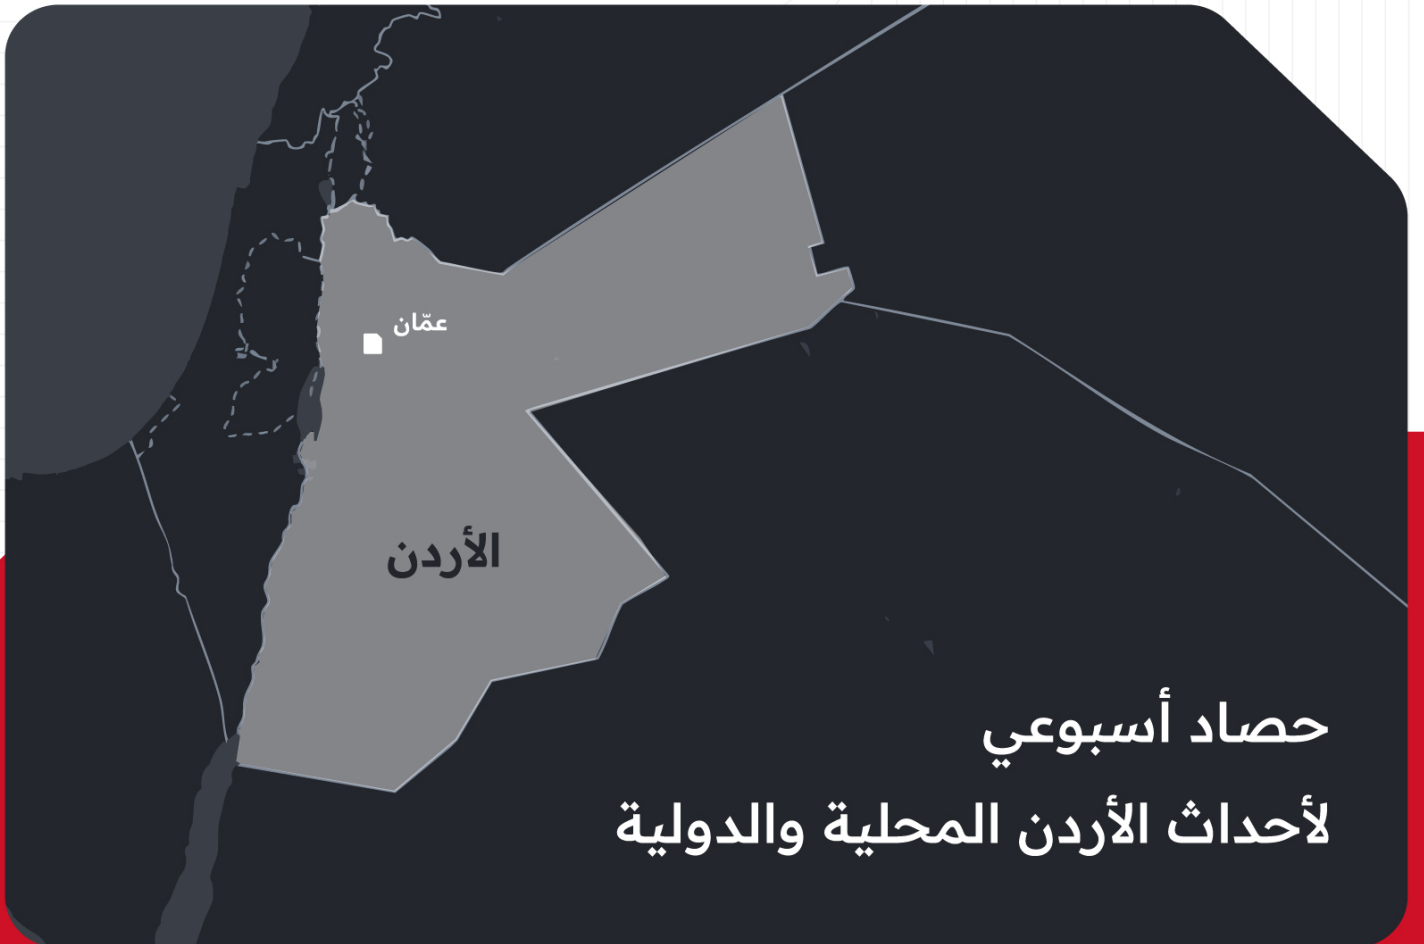 عمّان
الأردن
حصاد أسبوعي
لأحداث الأردن المحلية والدولية